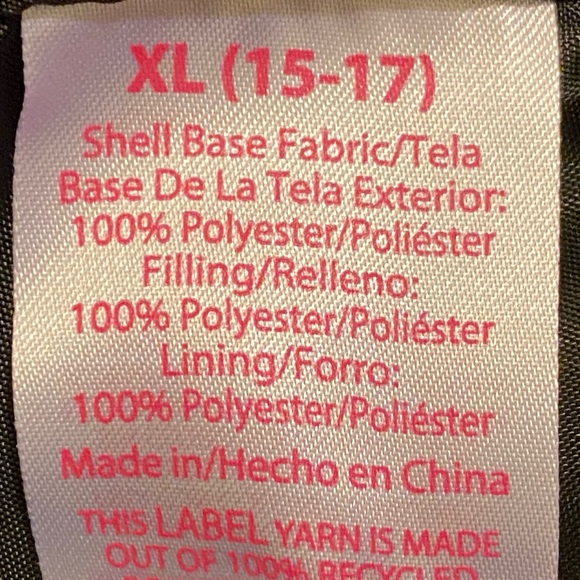 XL (15-17)
Shell Base Fabric/Tela
Base De La Tela Exterior:
100% Polyester/Poliéster
Filling/Relleno:
100% Polyester/Poliéster
Lining/Forro:
100% Polyester/Poliéster
Made in/Hecho en China
THIS LABEL YARN IS MADE
OUT OF 100% RECYCLED